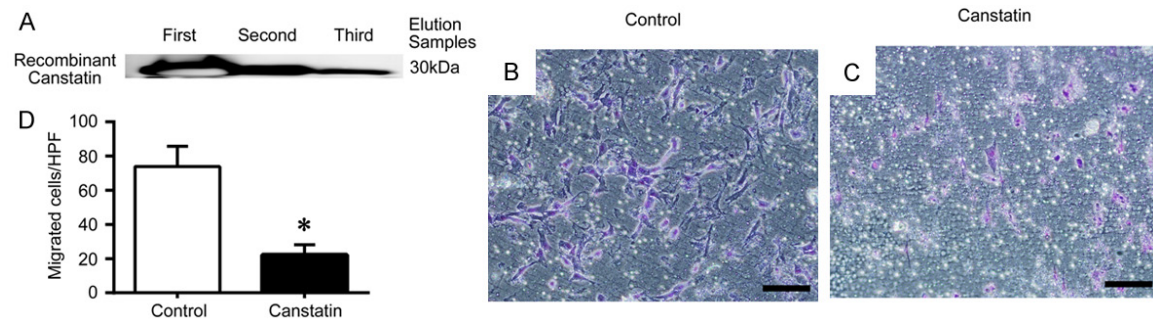 A
First Second Third
Elution
Samples
Recombinant
Canstatin
30kDa
Control
B
Canstatin
C
D
Migrated cells/HPF
100
80
60
40
20
0
*
Control Canstatin